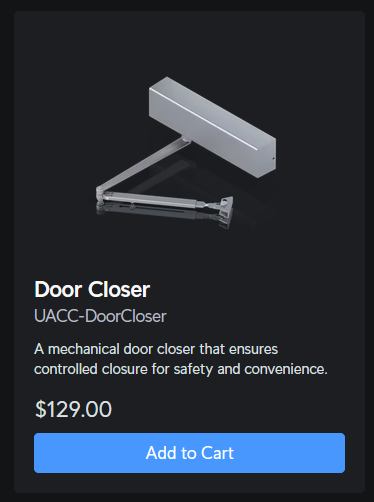 Door Closer
UACC-DoorCloser
A mechanical door closer that ensures
controlled closure for safety and convenience.
$129.00
Add to Cart